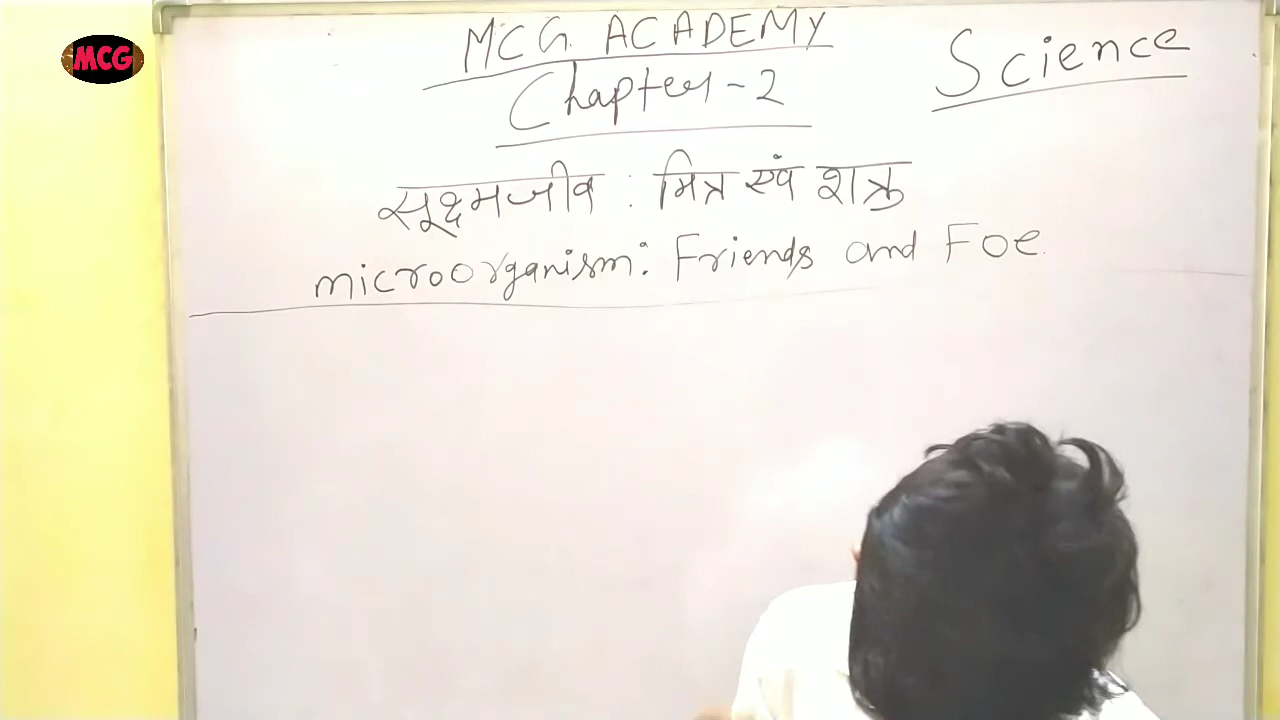 MCG
MCG ACADEMY
Science
Chapter-2
सूक्ष्मजीव : मित्र एवं शत्रु
microorganism: Friends and Foe.